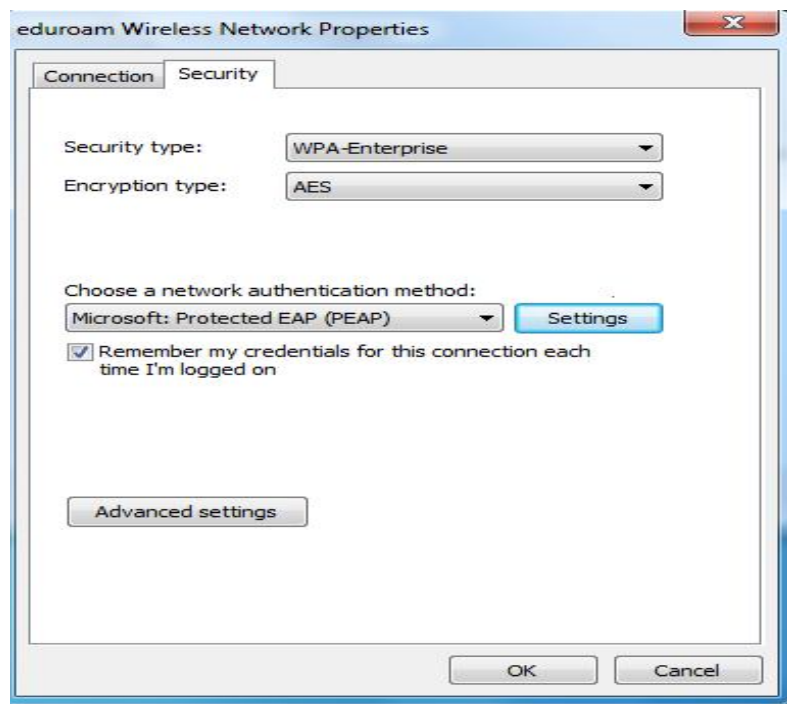 eduroam Wireless Network Properties
Connection Security
Security type: WPA-Enterprise
Encryption type: AES
Choose a network authentication method:
Microsoft: Protected EAP (PEAP) Settings
Remember my credentials for this connection each
time I'm logged on
Advanced settings
OK Cancel